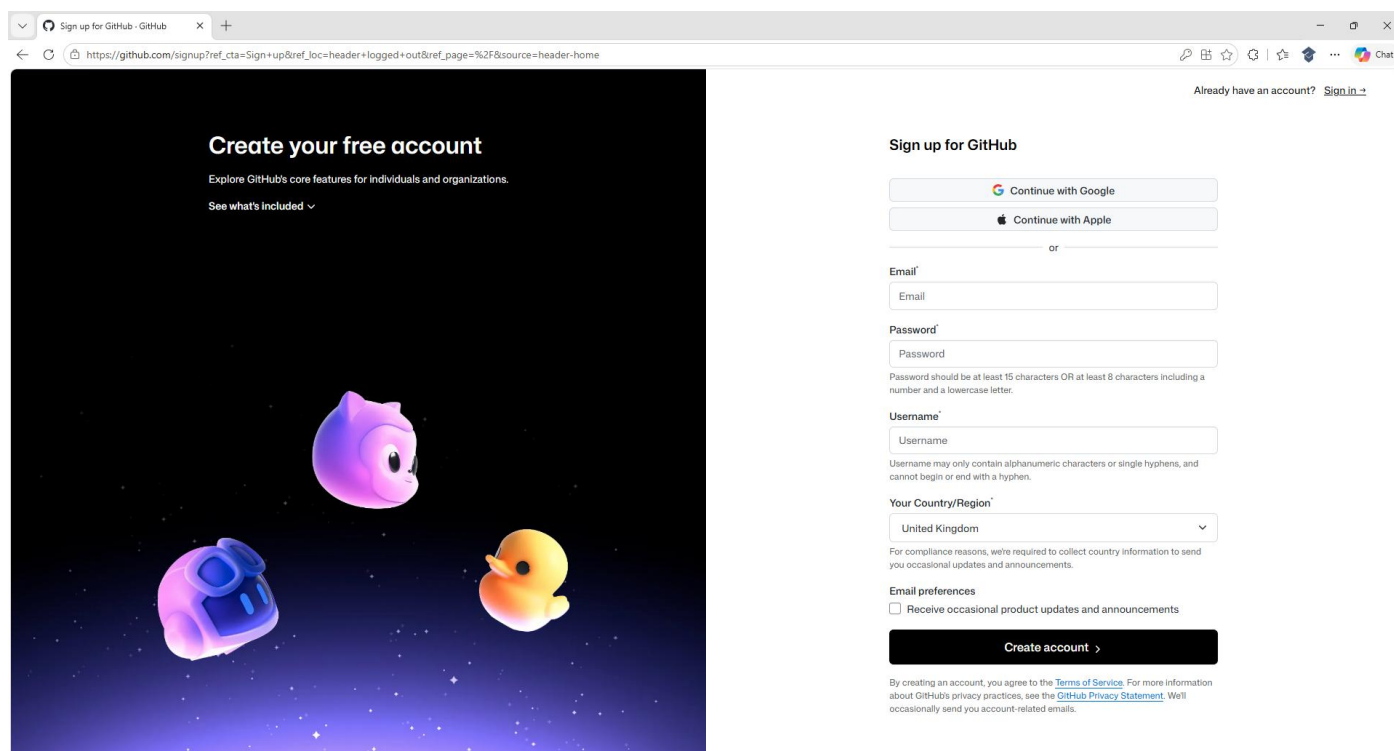 Sign up for GitHub · GitHub
https://github.com/signup?ref_cta=Sign+up&ref_loc=header+logged+out&ref_page=%2F&source=header-home
Chat
Already have an account? Sign in →
Create your free account
Explore GitHub's core features for individuals and organizations.
See what's included
Sign up for GitHub
Continue with Google
Continue with Apple
or
Email*
Email
Password*
Password
Password should be at least 15 characters OR at least 8 characters including a
number and a lowercase letter.
Username*
Username
Username may only contain alphanumeric characters or single hyphens, and
cannot begin or end with a hyphen.
Your Country/Region*
United Kingdom
For compliance reasons, we're required to collect country information to send
you occasional updates and announcements.
Email preferences
Receive occasional product updates and announcements
Create account
By creating an account, you agree to the Terms of Service. For more information
about GitHub's privacy practices, see the GitHub Privacy Statement. We'll
occasionally send you account-related emails.